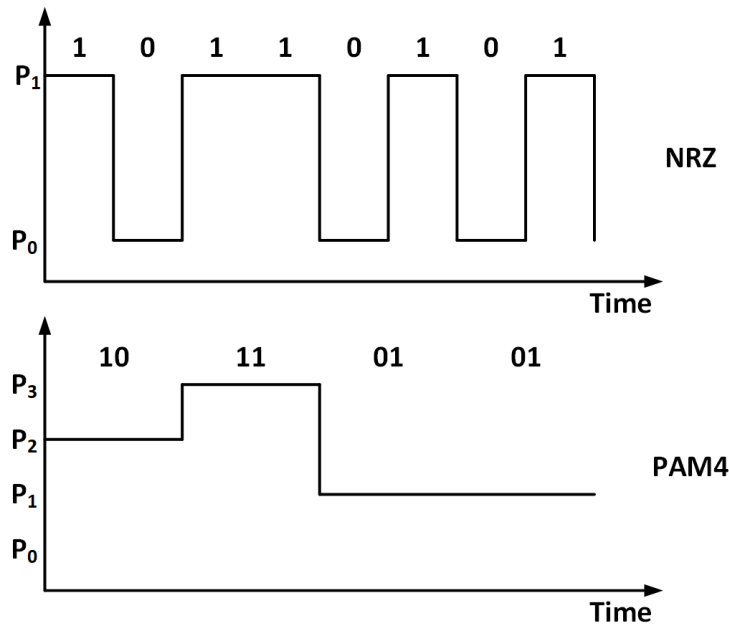 1 0 1 1 0 1 0 1
P₁
NRZ
P₀
Time
10 11 01 01
P₃
P₂
PAM4
P₁
P₀
Time